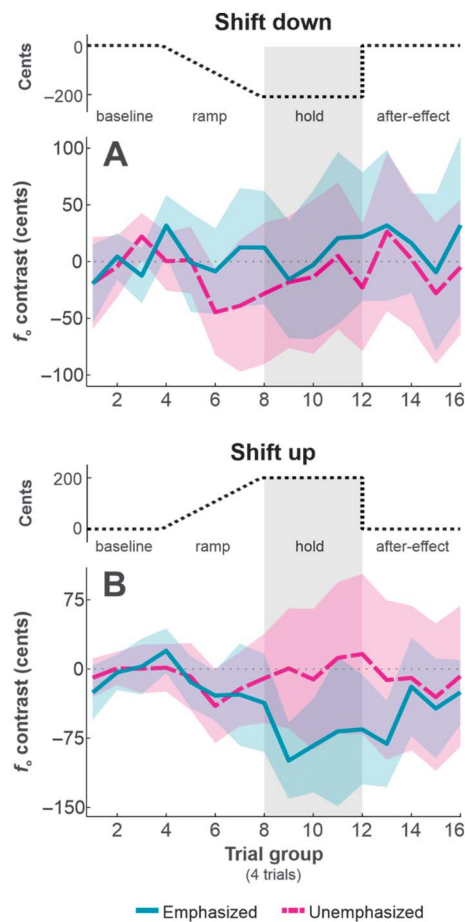 Shift down
Cents
0
−200
baseline ramp hold after-effect
A
fo contrast (cents)
100
50
0
−50
−100
2 4 6 8 10 12 14 16
Shift up
Cents
200
0
baseline ramp hold after-effect
B
fo contrast (cents)
75
0
−75
−150
2 4 6 8 10 12 14 16
Trial group
(4 trials)
Emphasized Unemphasized